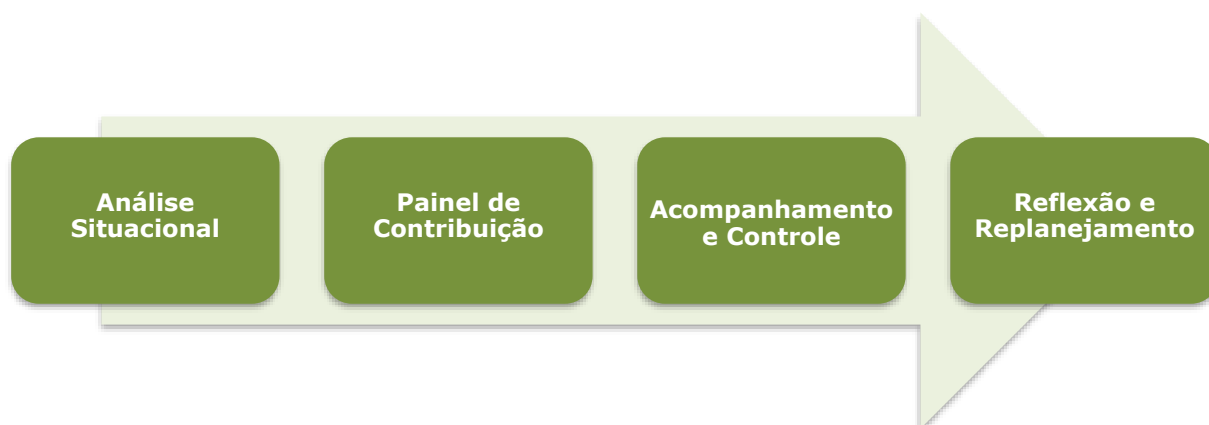 Análise
Situacional
Painel de
Contribuição
Acompanhamento
e Controle
Reflexão e
Replanejamento